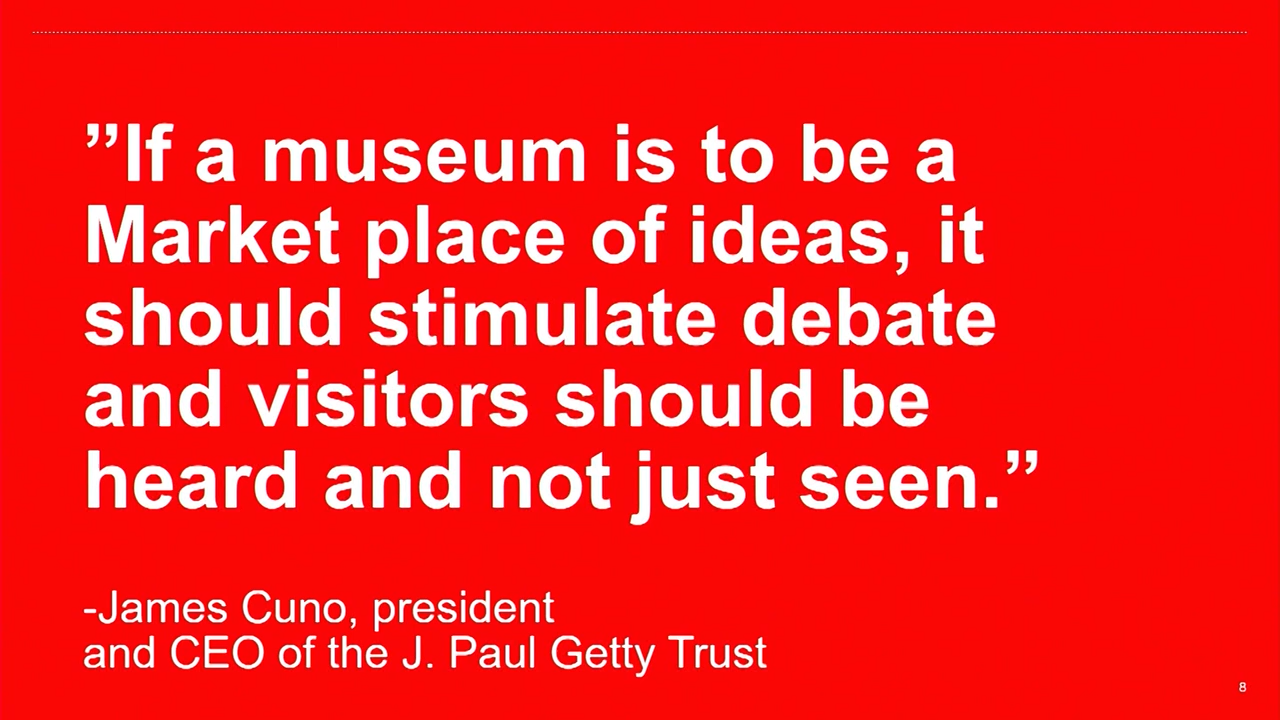 ”If a museum is to be a
Market place of ideas, it
should stimulate debate
and visitors should be
heard and not just seen.”
-James Cuno, president
and CEO of the J. Paul Getty Trust
8